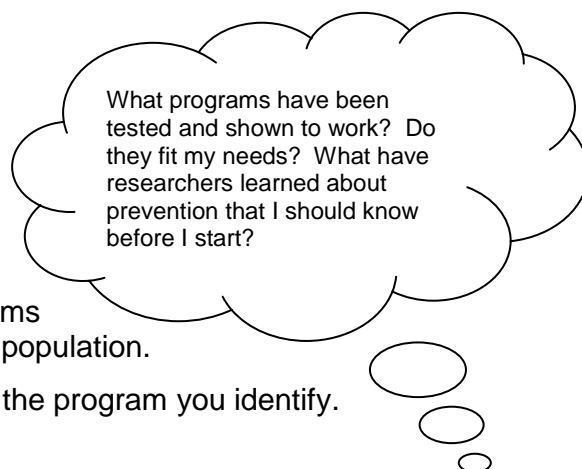 What programs have been
tested and shown to work? Do
they fit my needs? What have
researchers learned about
prevention that I should know
before I start?
ms
population.
the program you identify.